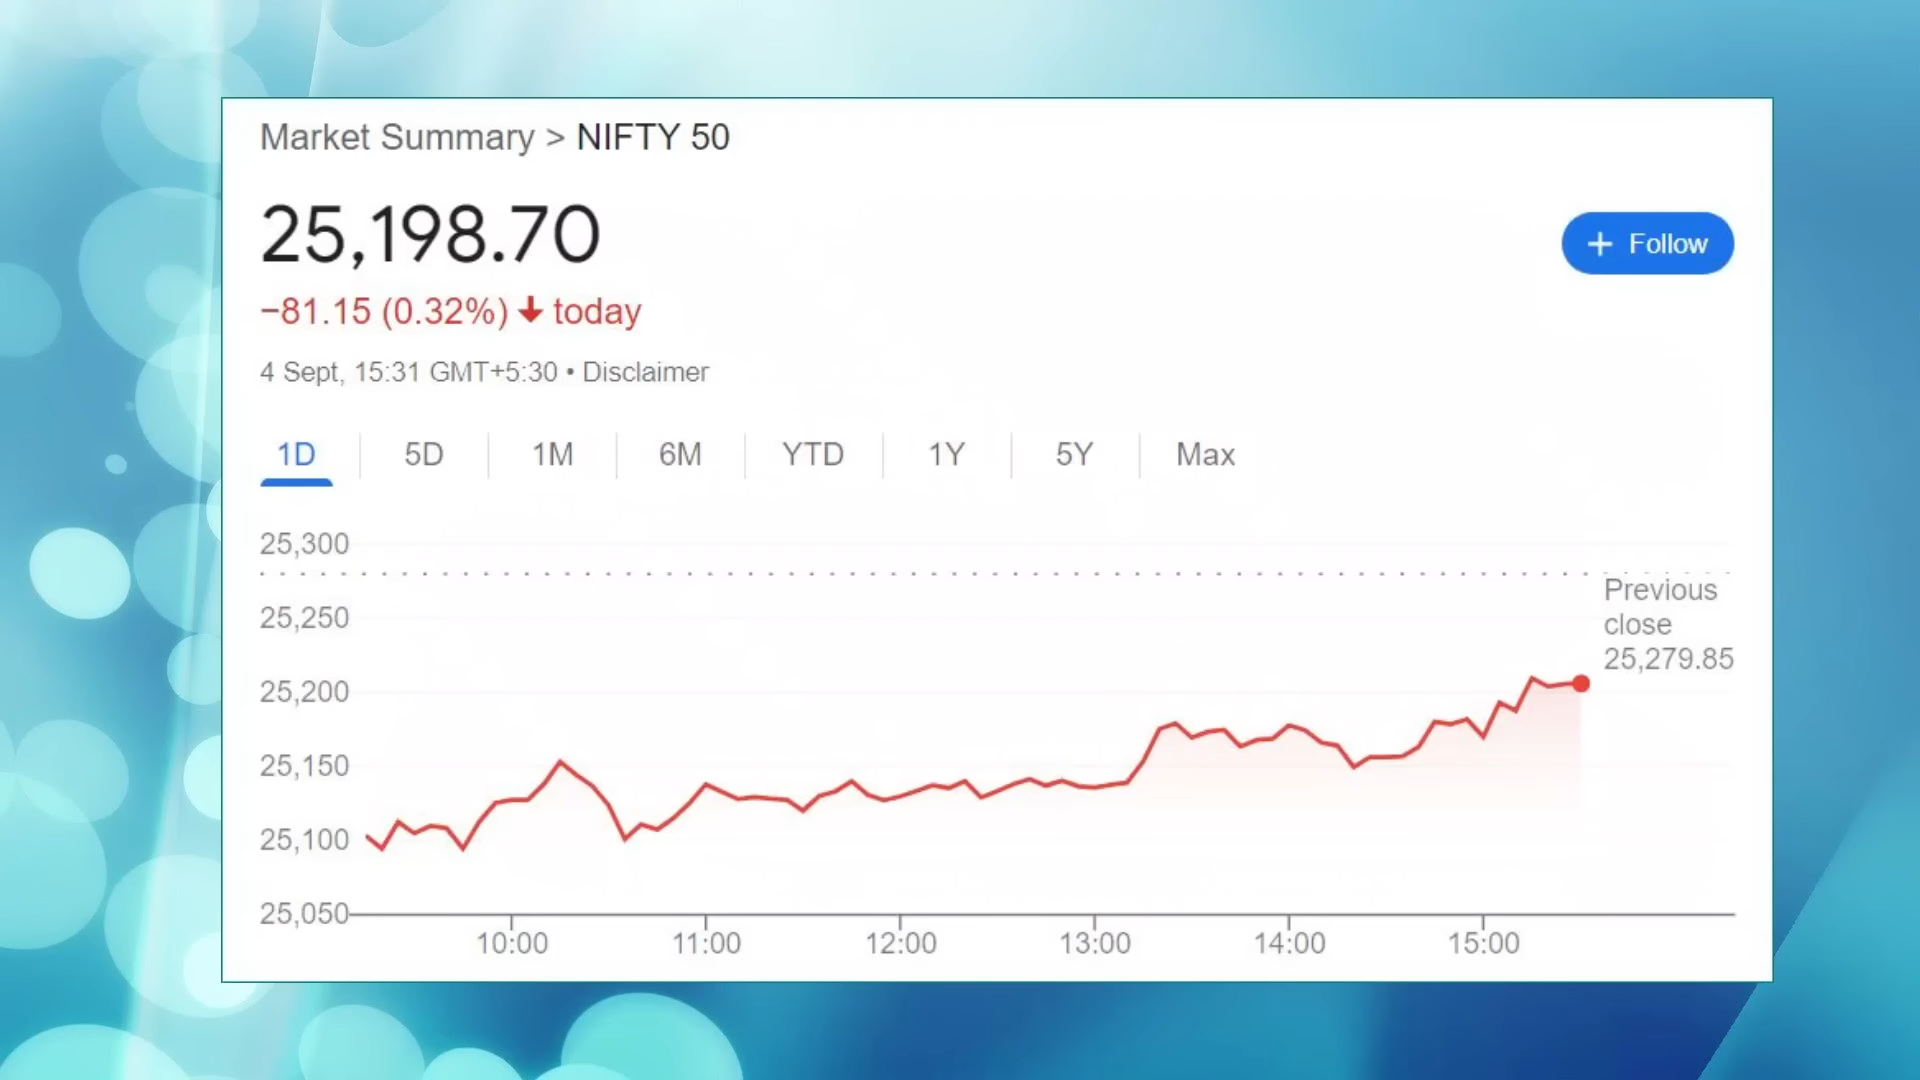 Market Summary > NIFTY 50
25,198.70
+ Follow
−81.15 (0.32%) ↓ today
4 Sept, 15:31 GMT+5:30 • Disclaimer
1D 5D 1M 6M YTD 1Y 5Y Max
25,300
25,250
25,200
25,150
25,100
25,050
Previous
close
25,279.85
10:00 11:00 12:00 13:00 14:00 15:00